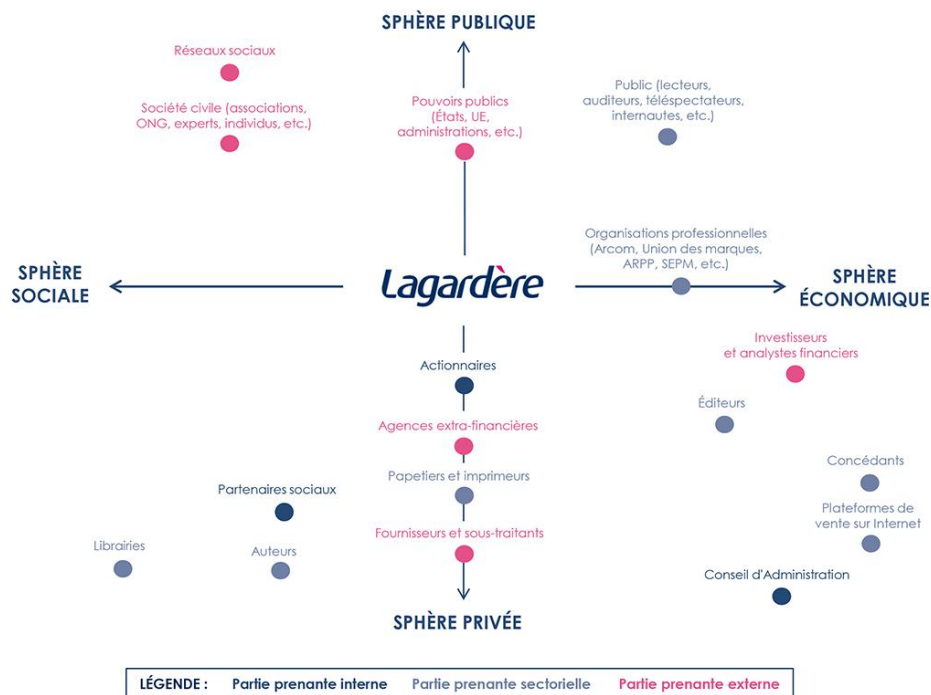 SPHÈRE PUBLIQUE
Réseaux sociaux
Société civile (associations,
ONG, experts, individus, etc.)
Pouvoirs publics
(États, UE,
administrations, etc.)
Public (lecteurs,
auditeurs, téléspectateurs,
internautes, etc.)
Organisations professionnelles
(Arcom, Union des marques,
ARPP, SEPM, etc.)
SPHÈRE
SOCIALE
Lagardère
SPHÈRE
ÉCONOMIQUE
Investisseurs
et analystes financiers
Actionnaires
Éditeurs
Agences extra-financières
Concédants
Papetiers et imprimeurs
Partenaires sociaux
Plateformes de
vente sur Internet
Fournisseurs et sous-traitants
Librairies
Auteurs
Conseil d'Administration
SPHÈRE PRIVÉE
LÉGENDE : Partie prenante interne Partie prenante sectorielle Partie prenante externe